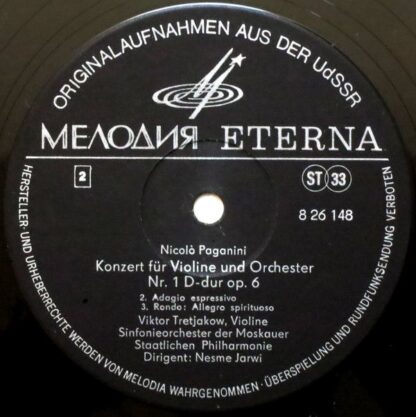 ORIGINALAUFNAHMEN AUS DER UdSSR
МЕЛОДИЯ ETERNA
2
ST 33
8 26 148
Nicolò Paganini
Konzert für Violine und Orchester
Nr. 1 D-dur op. 6
2. Adagio espressivo
3. Rondo: Allegro spirituoso
Viktor Tretjakow, Violine
Sinfonieorchester der Moskauer
Staatlichen Philharmonie
Dirigent: Nesme Jarwi
HERSTELLER- UND URHEBERRECHTE WERDEN VON MELODIA WAHRGENOMMEN · ÜBERSPIELUNG UND RUNDFUNKSENDUNG VERBOTEN